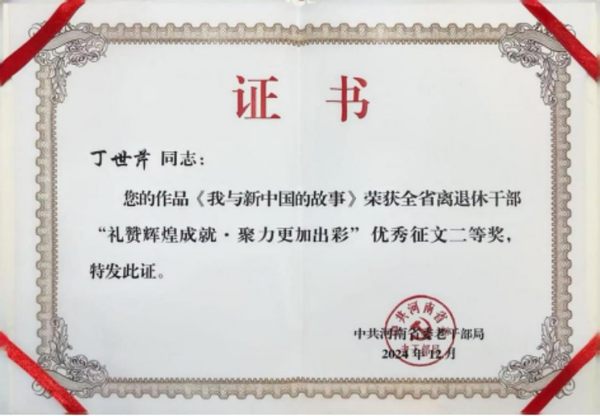 证 书
丁世芹 同志：
您的作品《我与新中国的故事》荣获全省离退休干部
“礼赞辉煌成就·聚力更加出彩”优秀征文二等奖，
特发此证。
中共河南省委老干部局
2024年12月